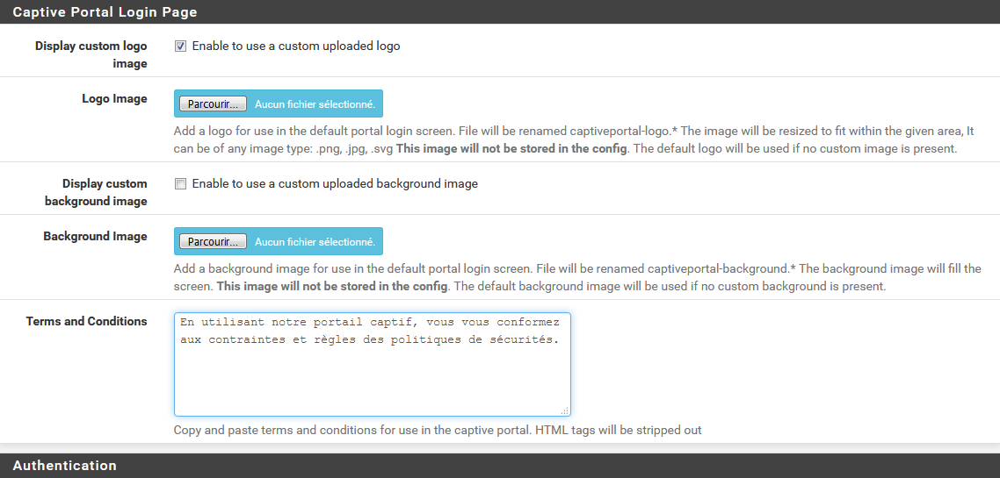 Captive Portal Login Page
Display custom logo image
Enable to use a custom uploaded logo
Logo Image
Parcourir... Aucun fichier sélectionné.
Add a logo for use in the default portal login screen. File will be renamed captiveportal-logo.* The image will be resized to fit within the given area, It
can be of any image type: .png, .jpg, .svg This image will not be stored in the config. The default logo will be used if no custom image is present.
Display custom background image
Enable to use a custom uploaded background image
Background Image
Parcourir... Aucun fichier sélectionné.
Add a background image for use in the default portal login screen. File will be renamed captiveportal-background.* The background image will fill the
screen. This image will not be stored in the config. The default background image will be used if no custom background is present.
Terms and Conditions
En utilisant notre portail captif, vous vous conformez
aux contraintes et règles des politiques de sécurités.
Copy and paste terms and conditions for use in the captive portal. HTML tags will be stripped out
Authentication